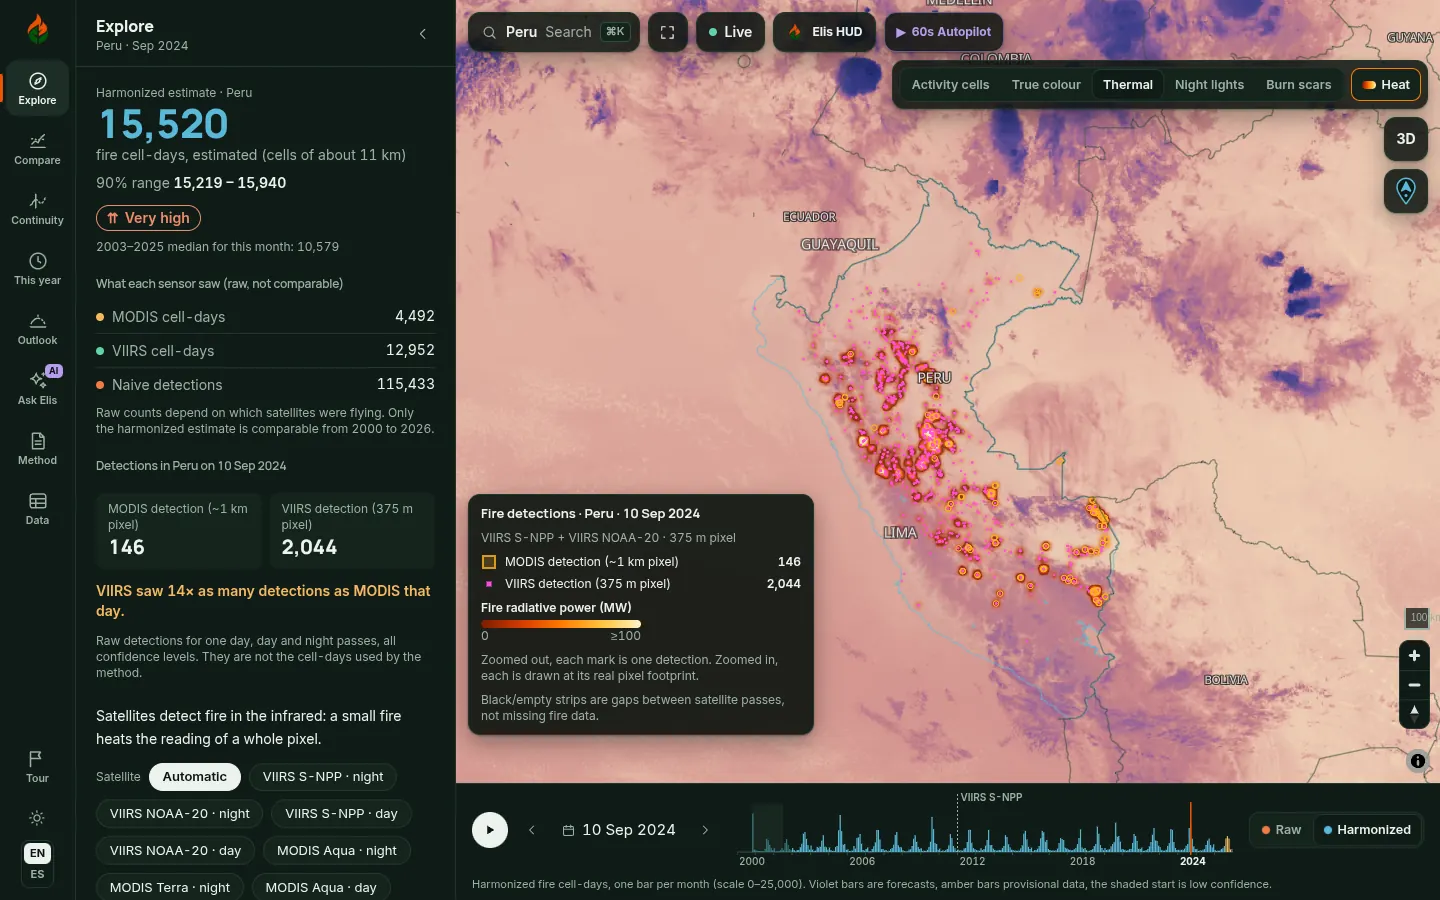 Explore
Peru · Sep 2024
Explore
Compare
Continuity
This year
Outlook
AI
Ask Elis
Method
Data
Tour
EN
ES
Harmonized estimate · Peru
15,520
fire cell-days, estimated (cells of about 11 km)
90% range 15,219 – 15,940
Very high
2003–2025 median for this month: 10,579
What each sensor saw (raw, not comparable)
MODIS cell-days 4,492
VIIRS cell-days 12,952
Naive detections 115,433
Raw counts depend on which satellites were flying. Only
the harmonized estimate is comparable from 2000 to 2026.
Detections in Peru on 10 Sep 2024
MODIS detection (~1 km
pixel)
146
VIIRS detection (375 m
pixel)
2,044
VIIRS saw 14× as many detections as MODIS that
day.
Raw detections for one day, day and night passes, all
confidence levels. They are not the cell-days used by the
method.
Satellites detect fire in the infrared: a small fire
heats the reading of a whole pixel.
Satellite Automatic VIIRS S-NPP · night
VIIRS NOAA-20 · night VIIRS S-NPP · day
VIIRS NOAA-20 · day MODIS Aqua · night
MODIS Terra · night MODIS Aqua · day
Peru Search ⌘K
Live
Elis HUD
60s Autopilot
Activity cells True colour Thermal Night lights Burn scars Heat
3D
MEDELLÍN
COLOMBIA
GUYANA
ECUADOR
GUAYAQUIL
PERU
LIMA
BOLIVIA
100 km
Fire detections · Peru · 10 Sep 2024
VIIRS S-NPP + VIIRS NOAA-20 · 375 m pixel
MODIS detection (~1 km pixel) 146
VIIRS detection (375 m pixel) 2,044
Fire radiative power (MW)
0 ≥100
Zoomed out, each mark is one detection. Zoomed in,
each is drawn at its real pixel footprint.
Black/empty strips are gaps between satellite passes,
not missing fire data.
10 Sep 2024
VIIRS S-NPP
2000 2006 2012 2018 2024
Raw Harmonized
Harmonized fire cell-days, one bar per month (scale 0–25,000). Violet bars are forecasts, amber bars provisional data, the shaded start is low confidence.